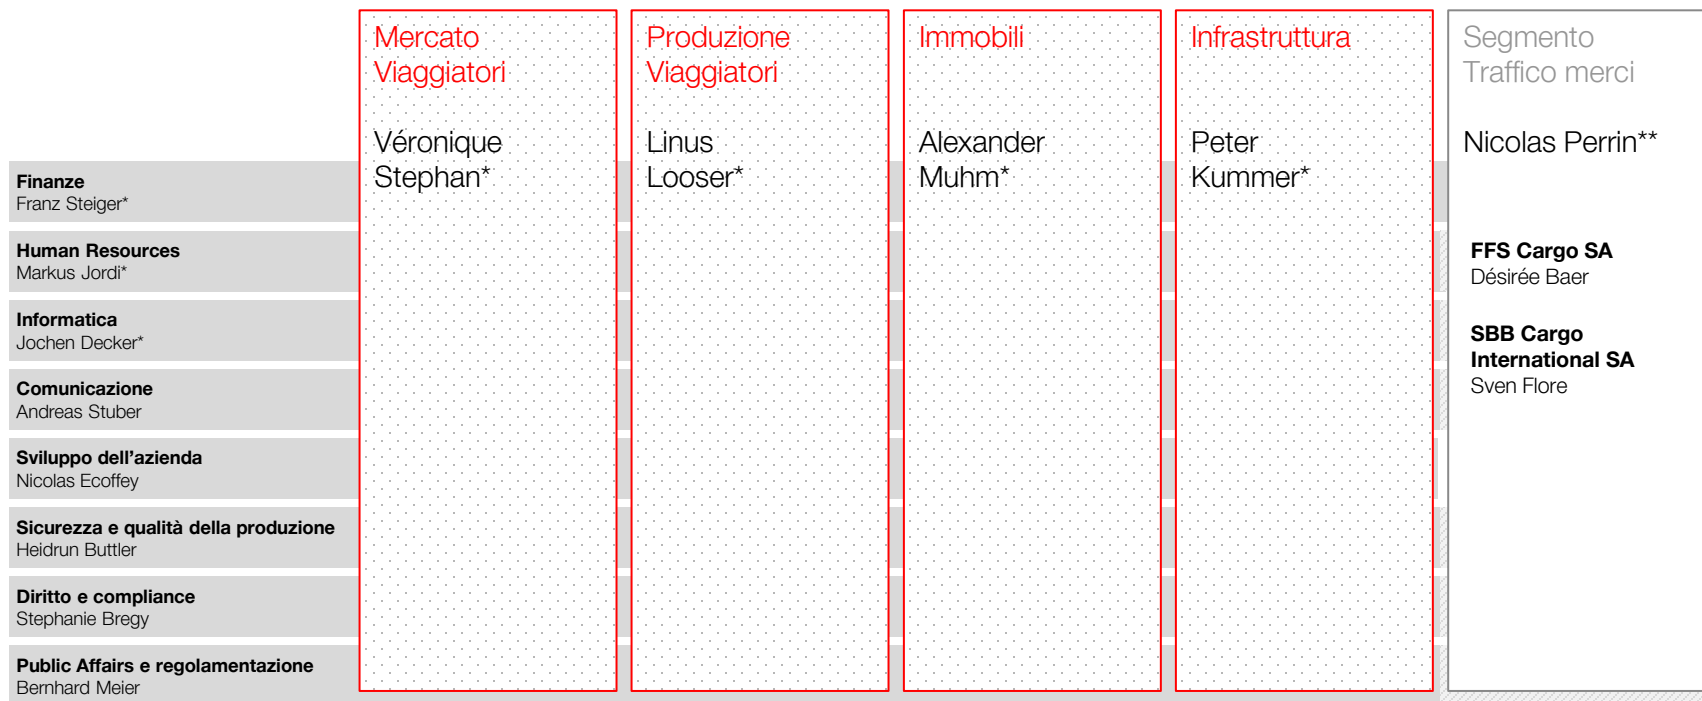 Mercato
Viaggiatori
Véronique
Stephan*
Produzione
Viaggiatori
Linus
Looser*
Immobili
Alexander
Muhm*
Infrastruttura
Peter
Kummer*
Segmento
Traffico merci
Nicolas Perrin**
FFS Cargo SA
Désirée Baer
SBB Cargo
International SA
Sven Flore
Finanze
Franz Steiger*
Human Resources
Markus Jordi*
Informatica
Jochen Decker*
Comunicazione
Andreas Stuber
Sviluppo dell’azienda
Nicolas Ecoffey
Sicurezza e qualità della produzione
Heidrun Buttler
Diritto e compliance
Stephanie Bregy
Public Affairs e regolamentazione
Bernhard Meier